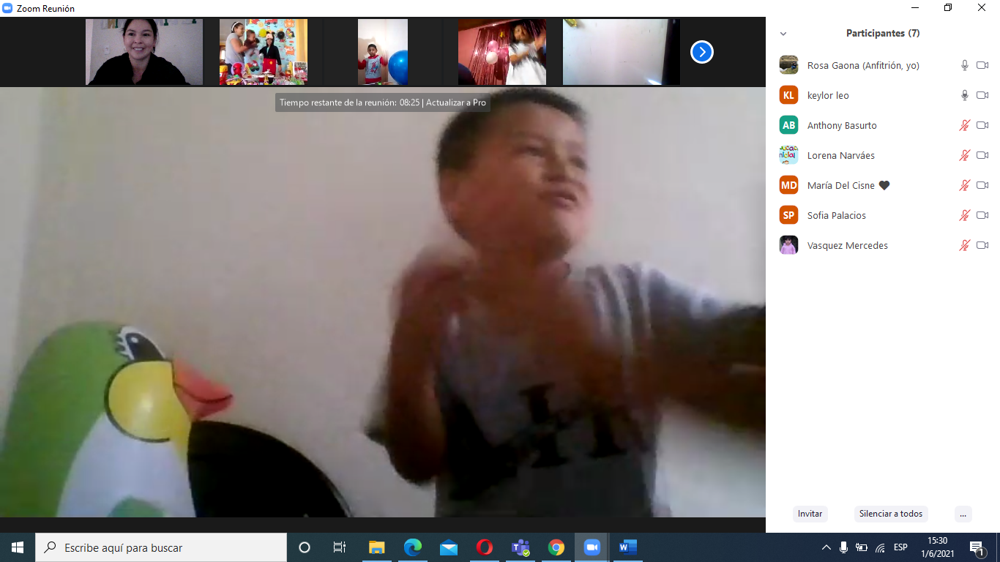 Zoom Reunión
Tiempo restante de la reunión: 08:25 | Actualizar a Pro
Participantes (7)
Rosa Gaona (Anfitrión, yo)
KL keylor leo
AB Anthony Basurto
Lorena Narváes
MD María Del Cisne 🖤
SP Sofia Palacios
Vasquez Mercedes
Invitar
Silenciar a todos
...
Escribe aquí para buscar
ESP
15:30
1/6/2021
1